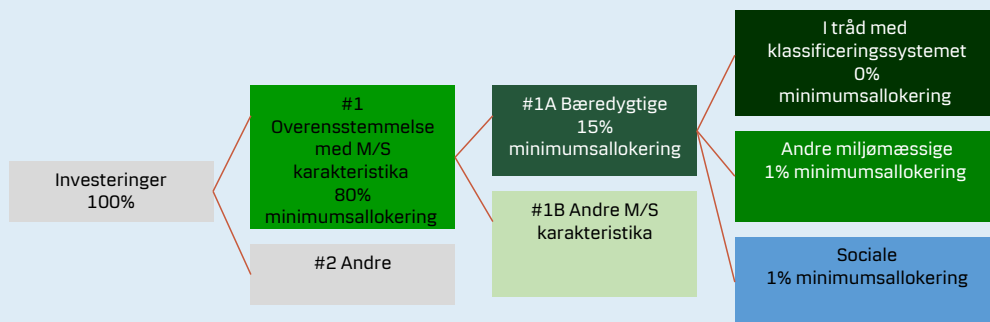 Investeringer
100%
#1
Overensstemmelse
med M/S
karakteristika
80%
minimumsallokering
#2 Andre
#1A Bæredygtige
15%
minimumsallokering
#1B Andre M/S
karakteristika
I tråd med
klassificeringssystemet
0%
minimumsallokering
Andre miljømæssige
1% minimumsallokering
Sociale
1% minimumsallokering